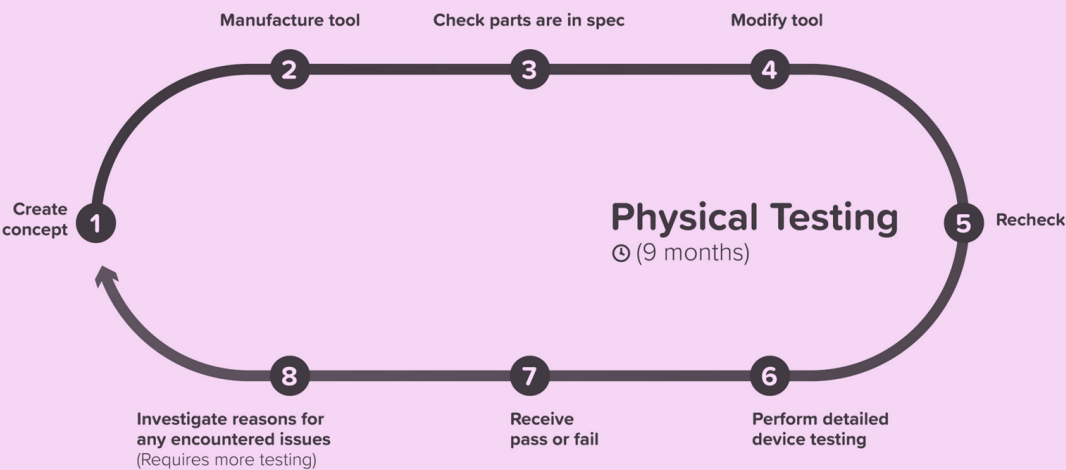 Manufacture tool
Check parts are in spec
Modify tool
2
3
4
Create
concept
1
Physical Testing
(9 months)
5
Recheck
8
7
6
Investigate reasons for
any encountered issues
(Requires more testing)
Receive
pass or fail
Perform detailed
device testing